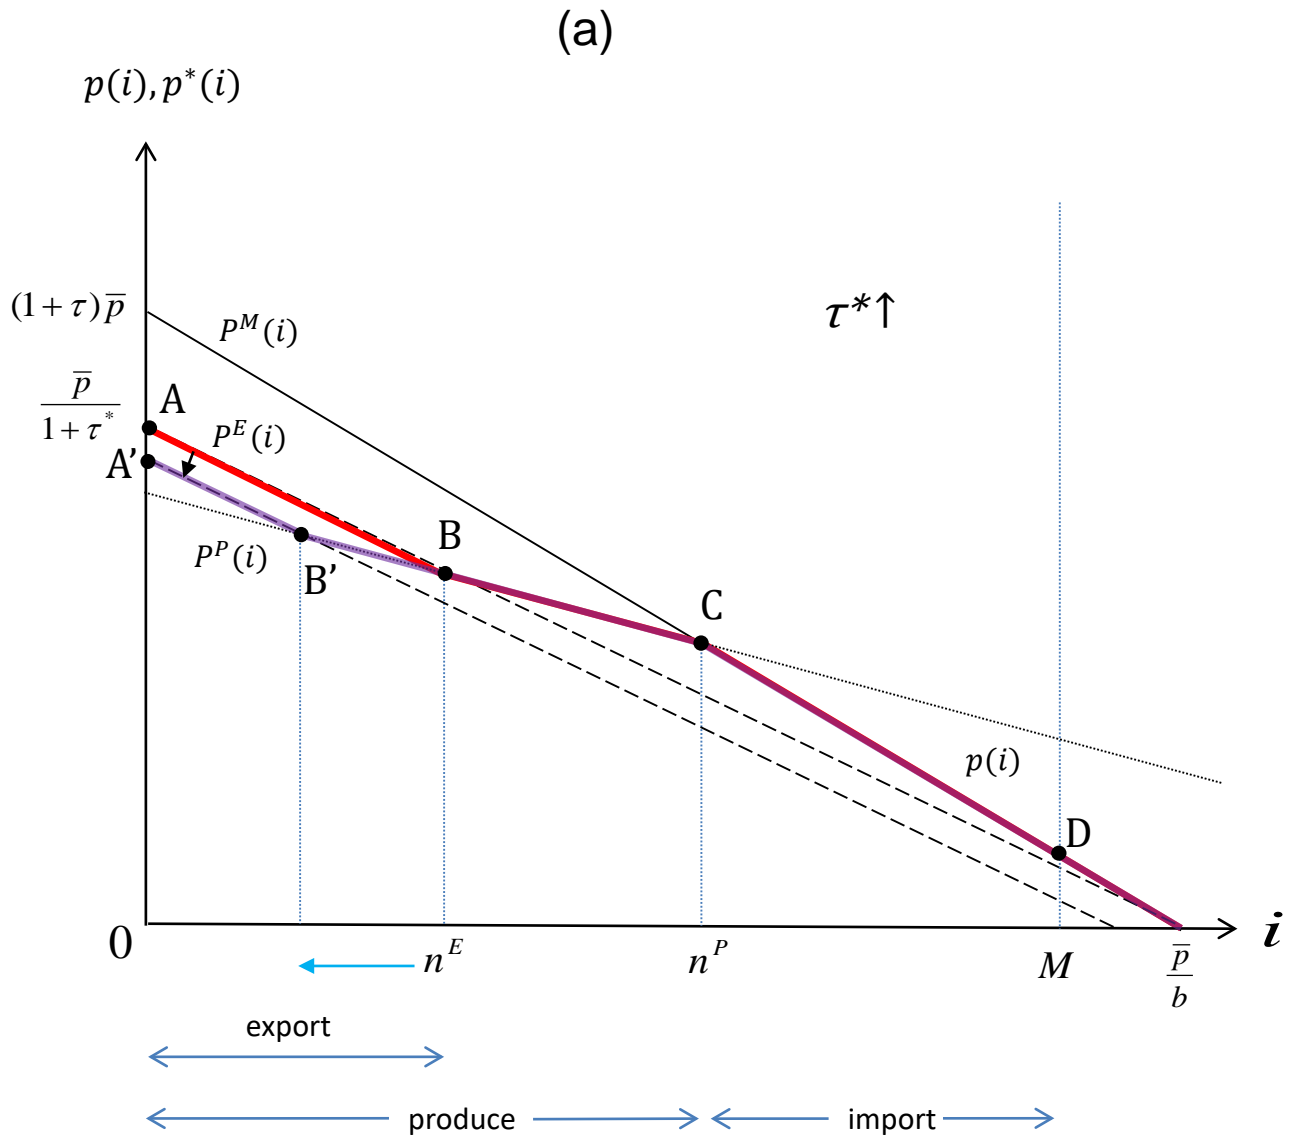 (a)
p(i), p*(i)
(1+τ)p̅
P^M(i)
τ*↑
p̅
1+τ*
A
P^E(i)
A’
B
P^P(i)
B’
C
p(i)
D
0
n^E
n^P
M
p̅
b
i
export
produce
import